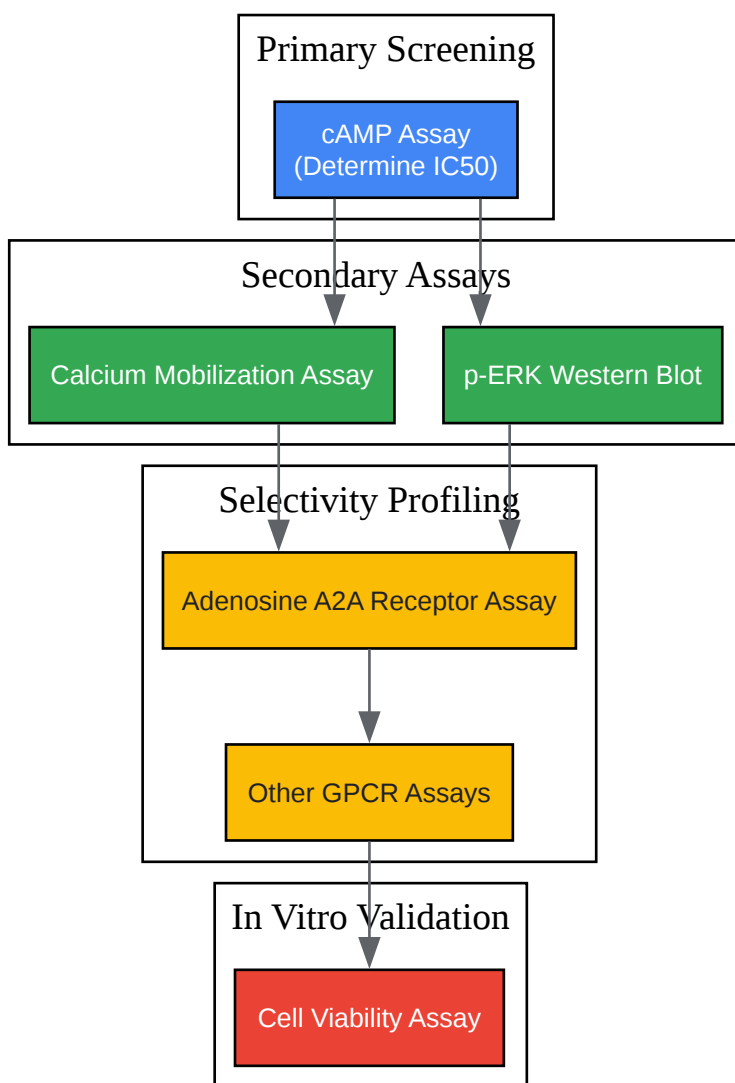 Primary Screening
cAMP Assay
(Determine IC50)
Secondary Assays
Calcium Mobilization Assay
p-ERK Western Blot
Selectivity Profiling
Adenosine A2A Receptor Assay
Other GPCR Assays
In Vitro Validation
Cell Viability Assay